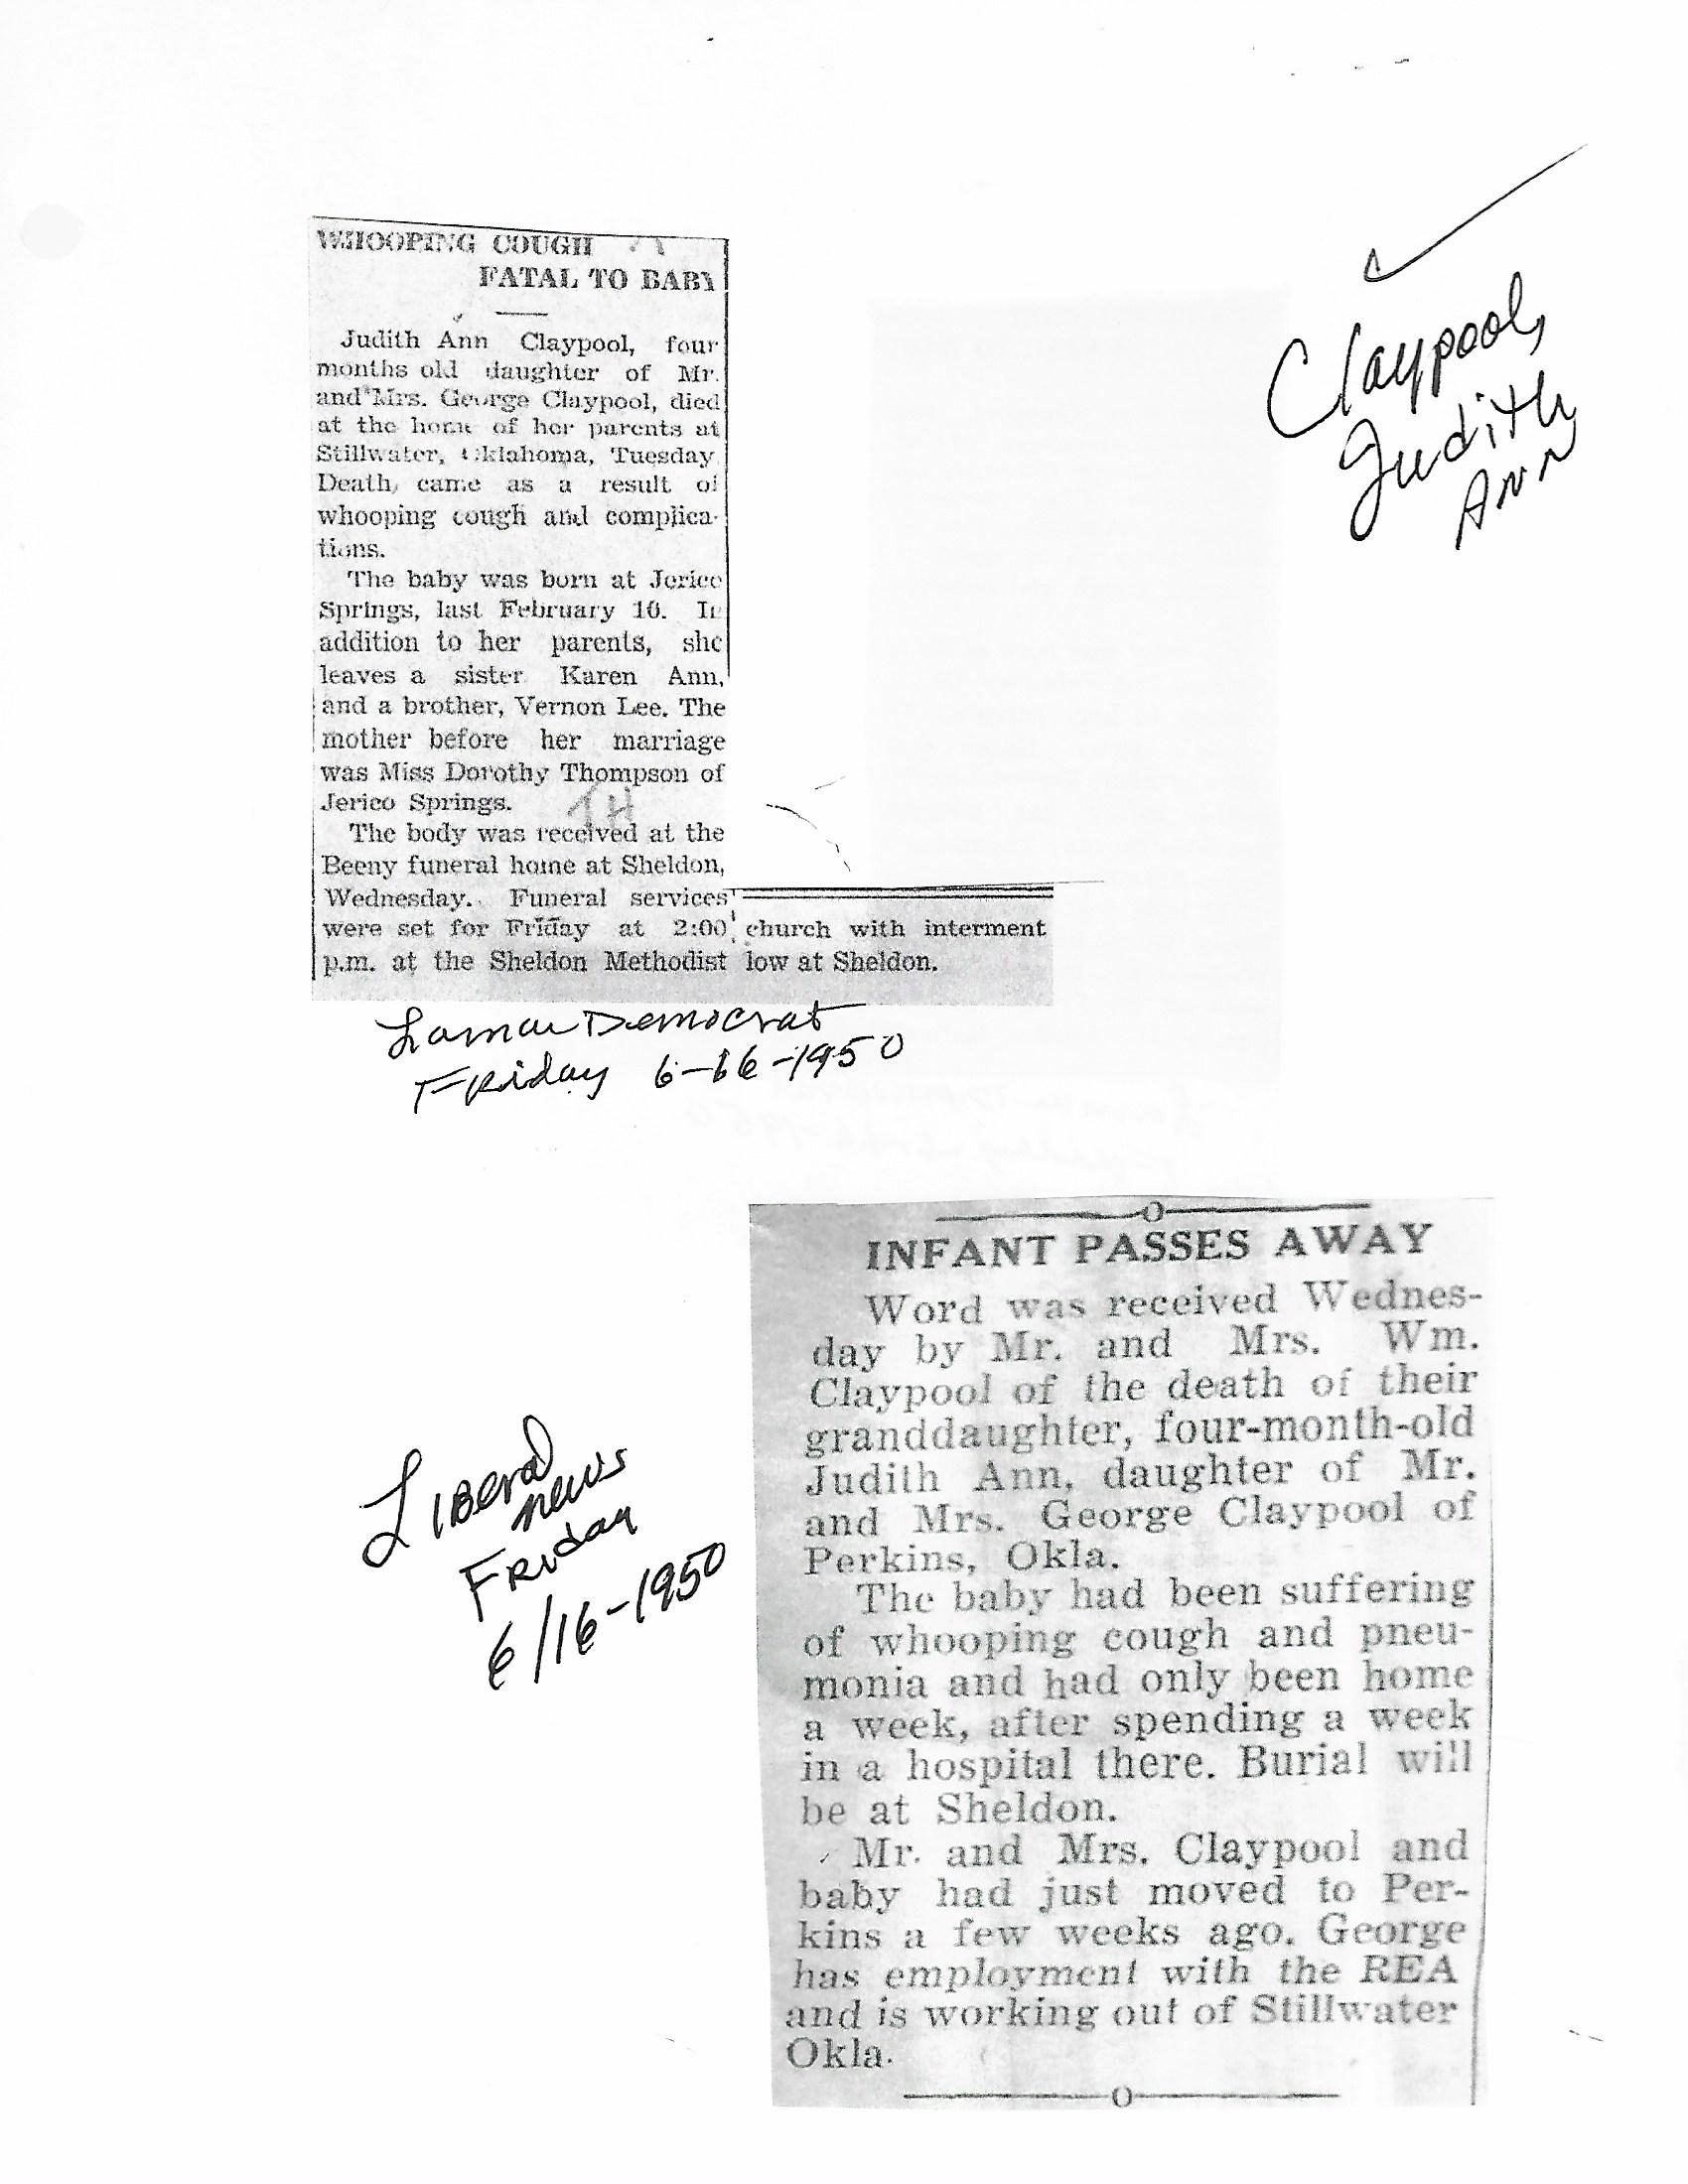 WHOOPING COUGH
FATAL TO BABY
Judith Ann Claypool, four
months old daughter of Mr.
and Mrs. George Claypool, died
at the home of her parents at
Stillwater, Oklahoma, Tuesday
Death, came as a result of
whooping cough and complica-
tions.
The baby was born at Jerico
Springs, last February 10. In
addition to her parents, she
leaves a sister Karen Ann,
and a brother, Vernon Lee. The
mother before her marriage
was Miss Dorothy Thompson of
Jerico Springs.
TH
The body was received at the
Beeny funeral home at Sheldon,
Wednesday. Funeral services
were set for Friday at 2:00
p.m. at the Sheldon Methodist
church with interment
low at Sheldon.
Lamar Democrat
Friday 6-16-1950
Claypool,
Judith
Ann
INFANT PASSES AWAY
Word was received Wednes-
day by Mr. and Mrs. Wm.
Claypool of the death of their
granddaughter, four-month-old
Judith Ann, daughter of Mr.
and Mrs. George Claypool of
Perkins, Okla.
The baby had been suffering
of whooping cough and pneu-
monia and had only been home
a week, after spending a week
in a hospital there. Burial will
be at Sheldon.
Mr. and Mrs. Claypool and
baby had just moved to Per-
kins a few weeks ago. George
has employment with the REA
and is working out of Stillwater
Okla.
Liberal
news
Friday
6/16-1950